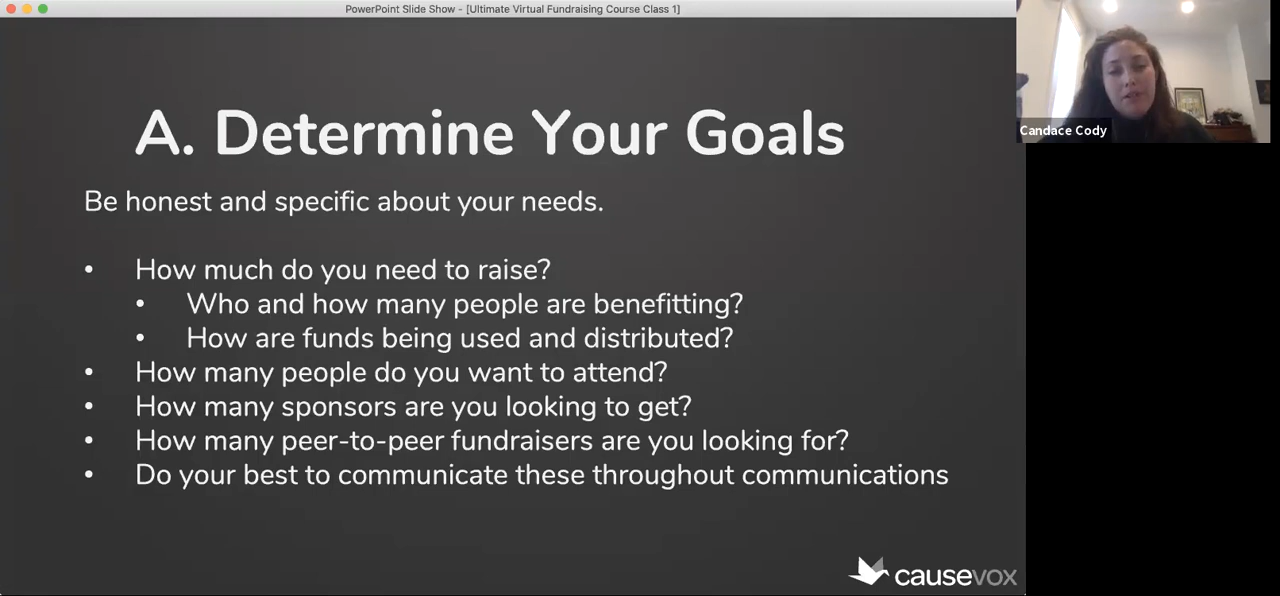 PowerPoint Slide Show - [Ultimate Virtual Fundraising Course Class 1]
A. Determine Your Goals
Be honest and specific about your needs.
• How much do you need to raise?
• Who and how many people are benefitting?
• How are funds being used and distributed?
• How many people do you want to attend?
• How many sponsors are you looking to get?
• How many peer-to-peer fundraisers are you looking for?
• Do your best to communicate these throughout communications
causevox
Candace Cody